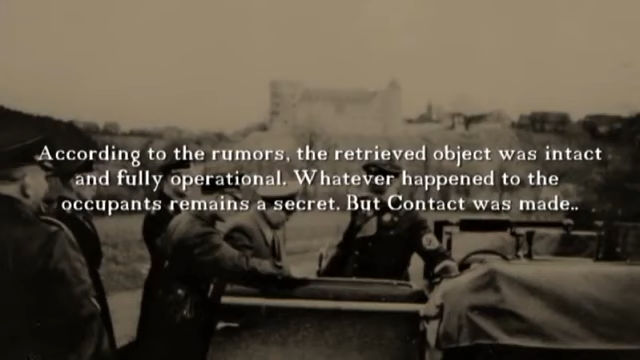 According to the rumors, the retrieved object was intact
and fully operational. Whatever happened to the
occupants remains a secret. But Contact was made..